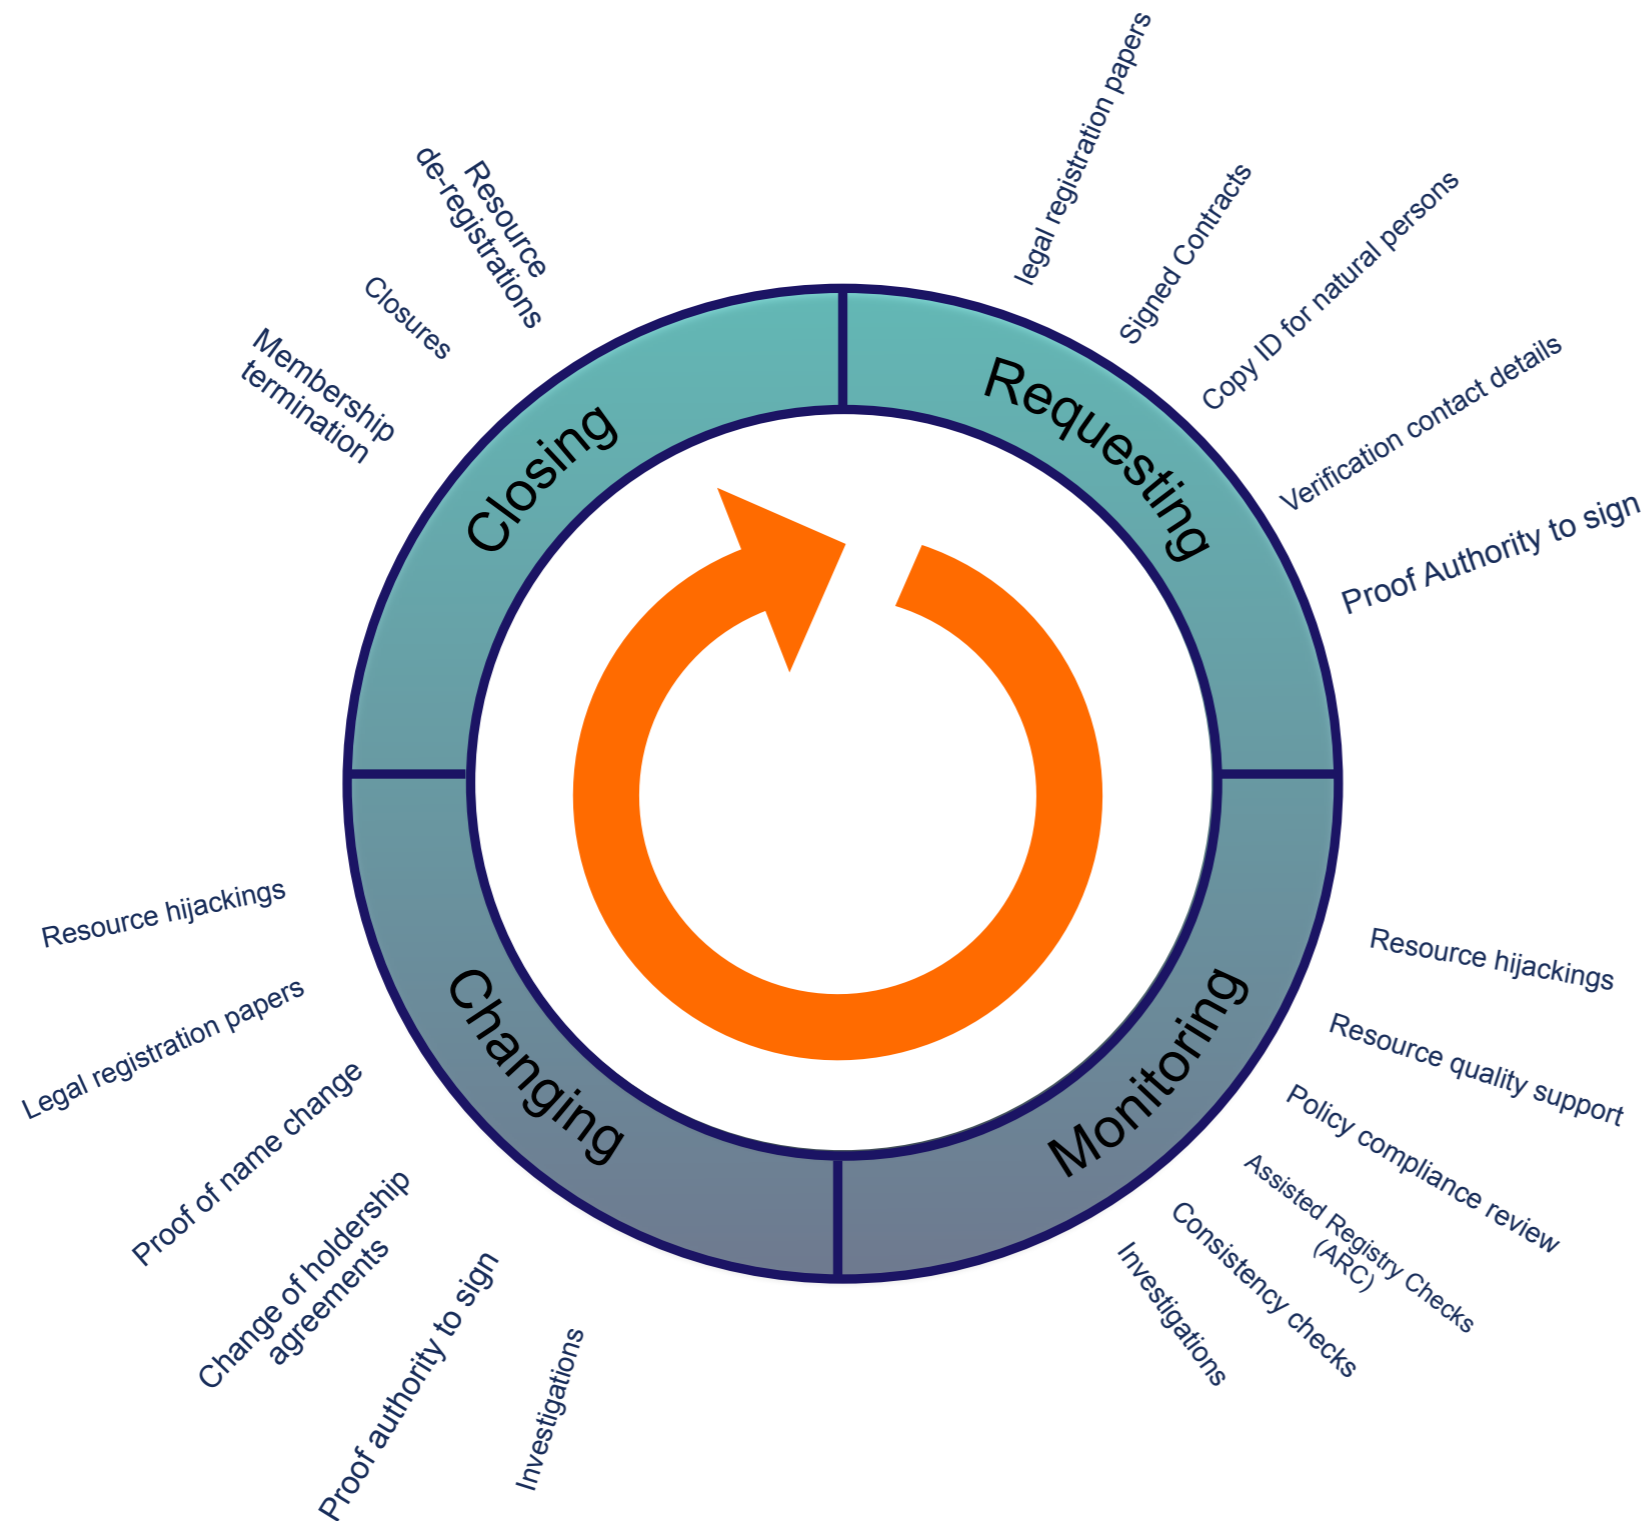 legal registration papers
Signed Contracts
Copy ID for natural persons
Verification contact details
Proof Authority to sign
Requesting
Resource hijackings
Resource quality support
Policy compliance review
Assisted Registry Checks
(ARC)
Consistency checks
Investigations
Monitoring
Investigations
Proof authority to sign
Change of holdership
agreements
Proof of name change
Legal registration papers
Resource hijackings
Changing
Membership
termination
Closures
Resource
de-registrations
Closing